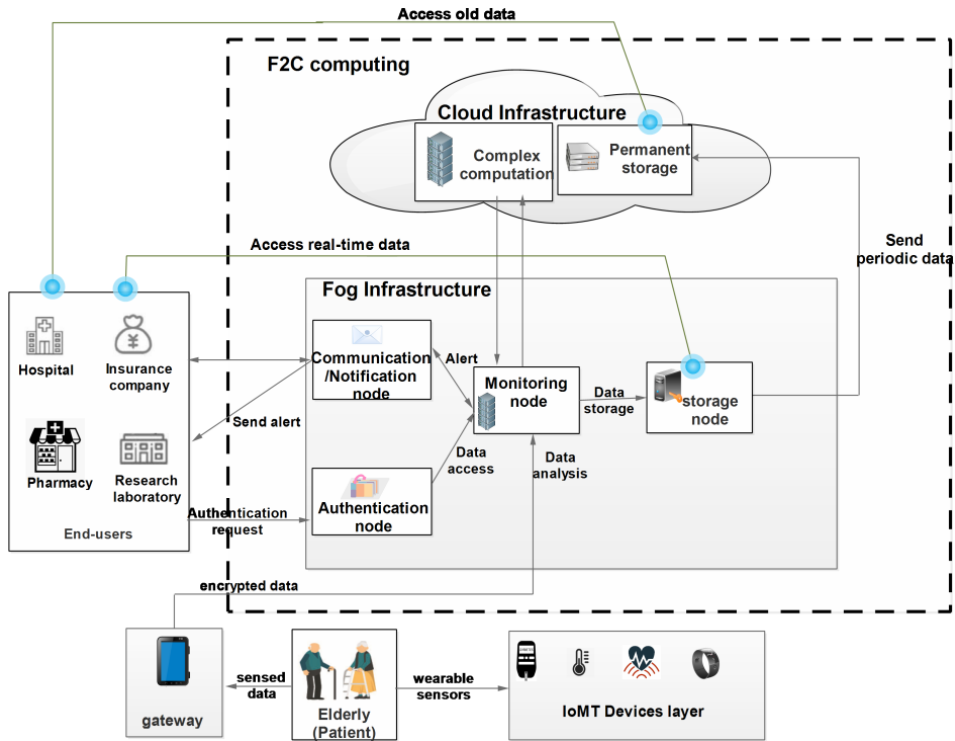 Access old data
F2C computing
Cloud Infrastructure
Complex
computation
Permanent
storage
Access real-time data
Send
periodic data
Fog Infrastructure
Hospital
Insurance
company
Communication
/Notification
node
Alert
Monitoring
node
Data
storage
storage
node
Send alert
Pharmacy
Research
laboratory
Data
access
Data
analysis
End-users
Authentication
request
Authentication
node
encrypted data
gateway
sensed
data
Elderly
(Patient)
wearable
sensors
IoMT Devices layer